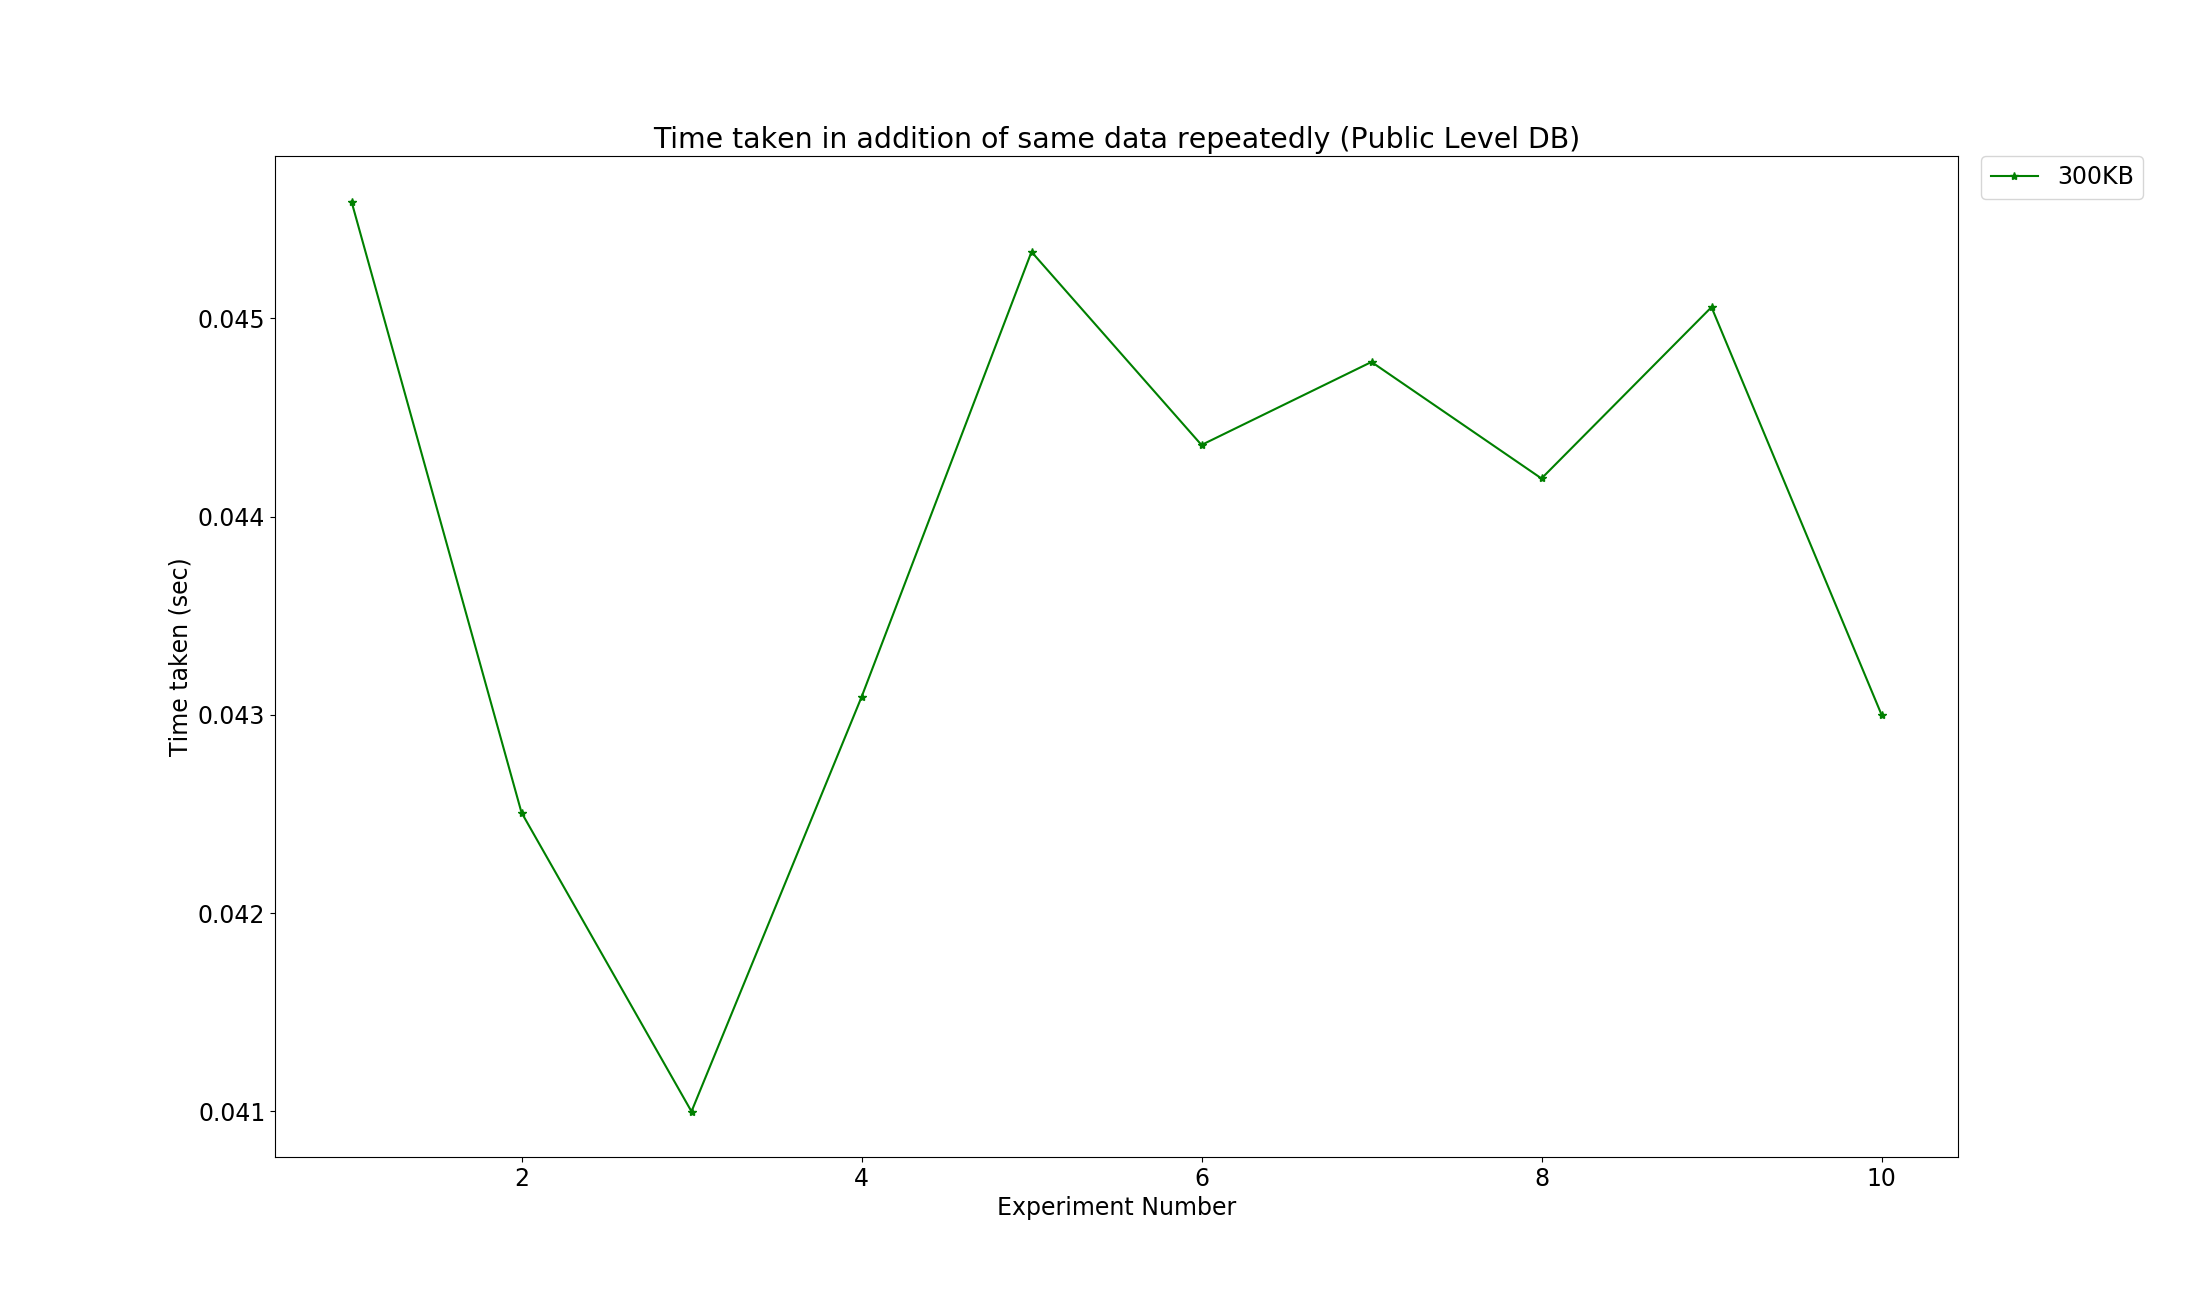 Time taken in addition of same data repeatedly (Public Level DB)
300KB
0.045
0.044
0.043
0.042
0.041
Time taken (sec)
2 4 6 8 10
Experiment Number